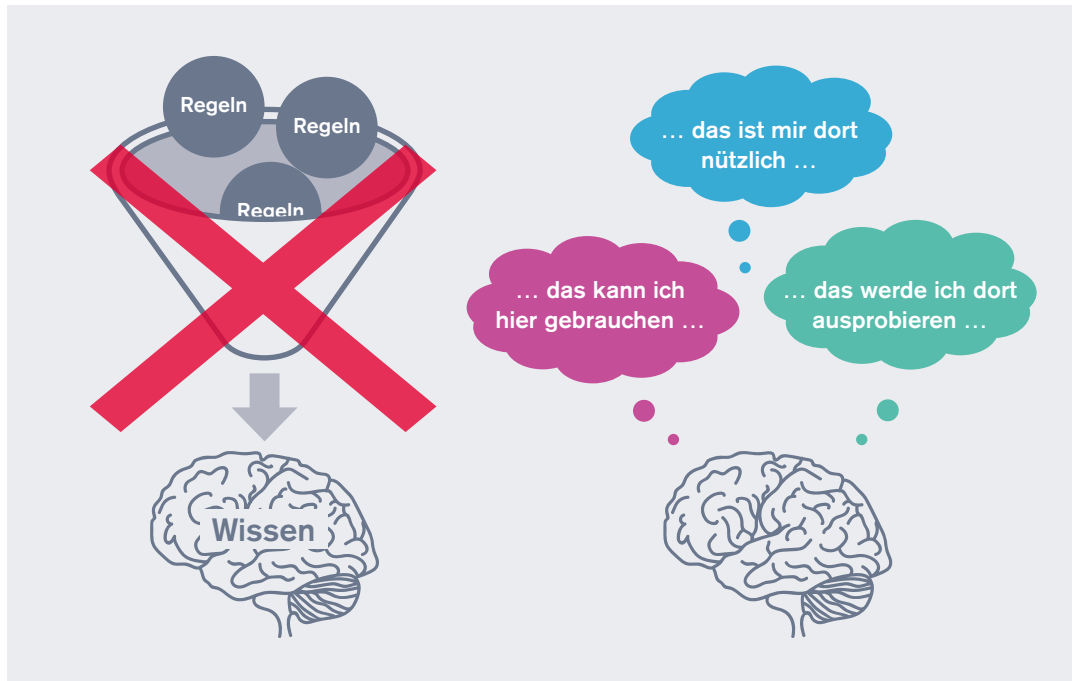 Regeln
Regeln
Regeln
Wissen
… das ist mir dort
nützlich …
… das kann ich
hier gebrauchen …
… das werde ich dort
ausprobieren …